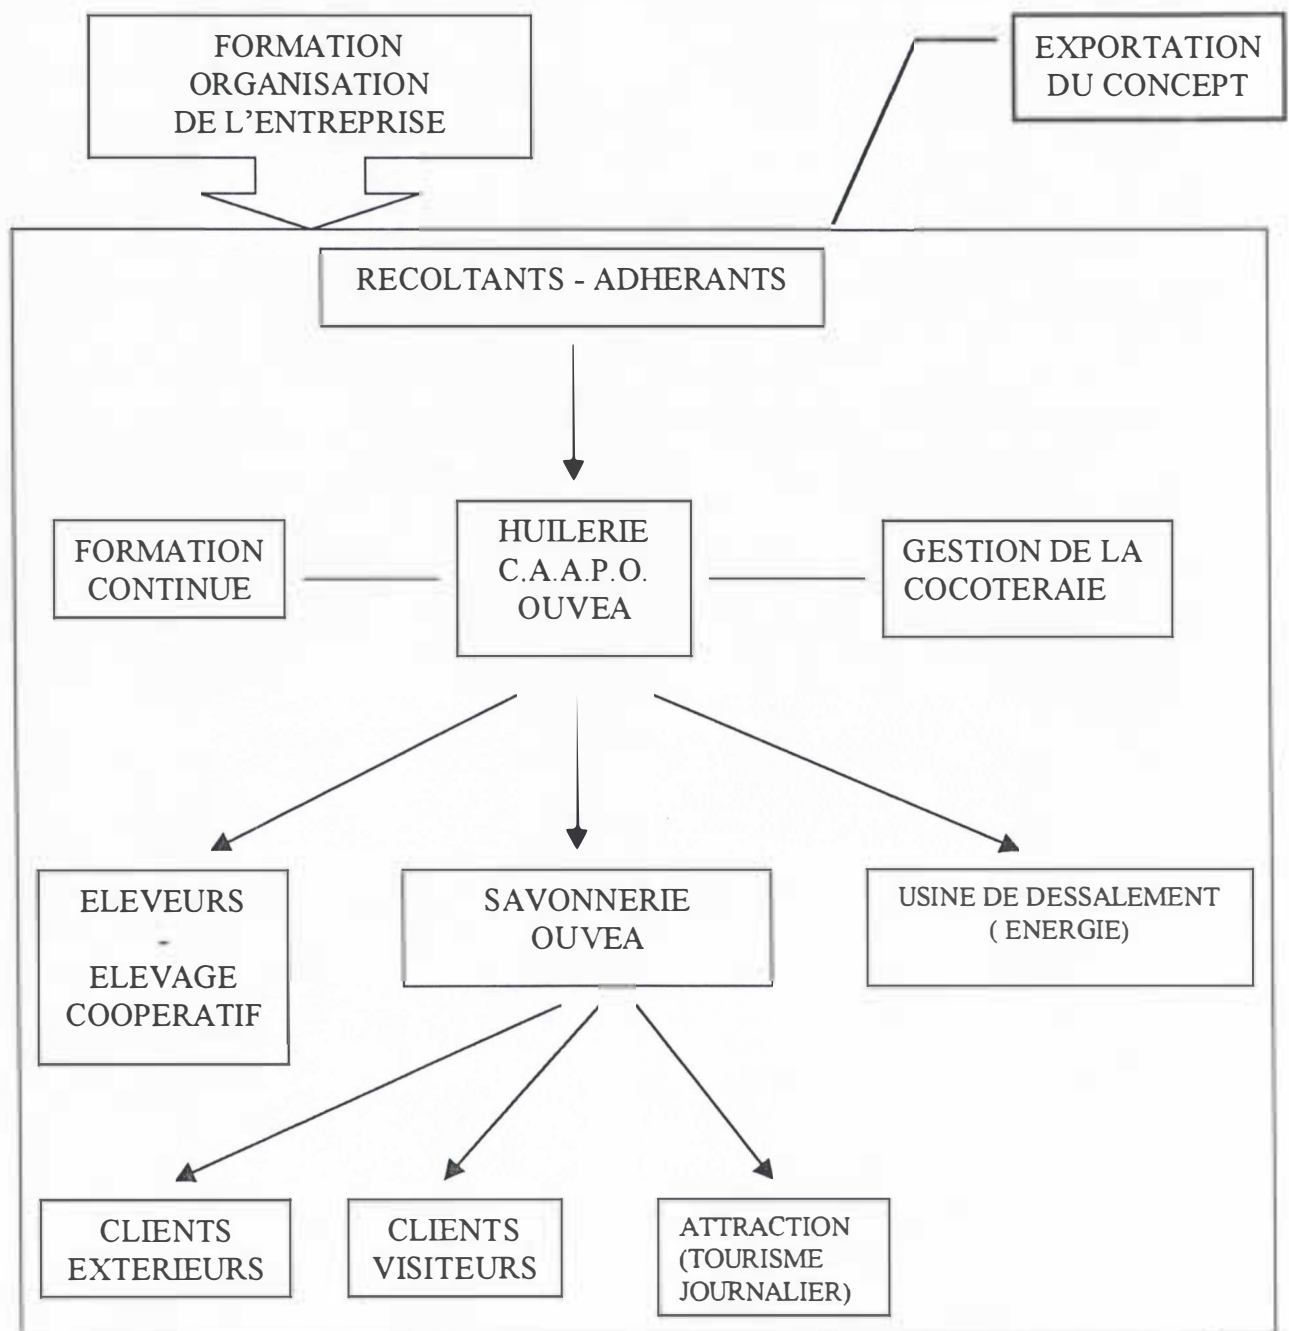 FORMATION
ORGANISATION
DE L'ENTREPRISE
EXPORTATION
DU CONCEPT
RECOLTANTS - ADHERANTS
FORMATION
CONTINUE
HUILERIE
C.A.A.P.O.
OUVEA
GESTION DE LA
COCOTERAIE
ELEVEURS
-
ELEVAGE
COOPERATIF
SAVONNERIE
OUVEA
USINE DE DESSALEMENT
( ENERGIE)
CLIENTS
EXTERIEURS
CLIENTS
VISITEURS
ATTRACTION
(TOURISME
JOURNALIER)